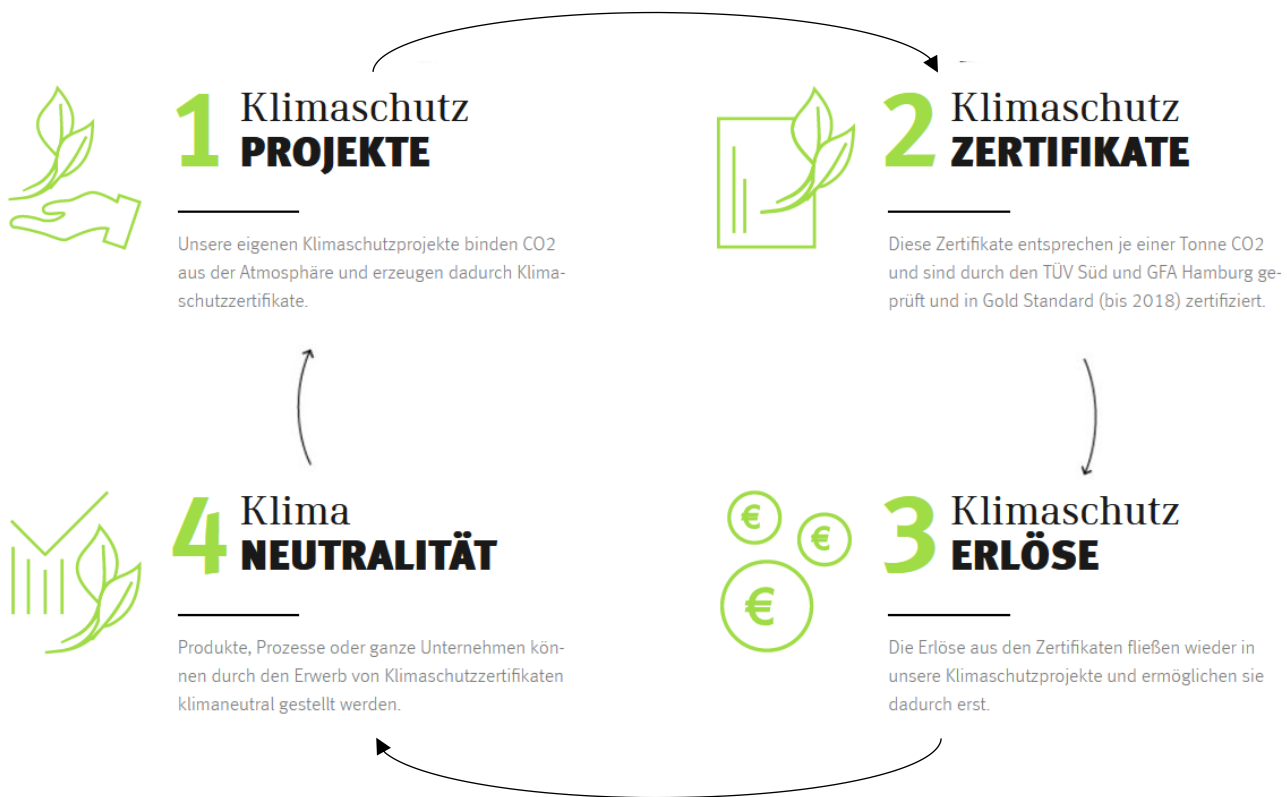 1 Klimaschutz
PROJEKTE
Unsere eigenen Klimaschutzprojekte binden CO2
aus der Atmosphäre und erzeugen dadurch Klima-
schutzzertifikate.
2 Klimaschutz
ZERTIFIKATE
Diese Zertifikate entsprechen je einer Tonne CO2
und sind durch den TÜV Süd und GFA Hamburg ge-
prüft und in Gold Standard (bis 2018) zertifiziert.
€
€
€
3 Klimaschutz
ERLÖSE
Die Erlöse aus den Zertifikaten fließen wieder in
unsere Klimaschutzprojekte und ermöglichen sie
dadurch erst.
4 Klima
NEUTRALITÄT
Produkte, Prozesse oder ganze Unternehmen kön-
nen durch den Erwerb von Klimaschutzzertifikaten
klimaneutral gestellt werden.